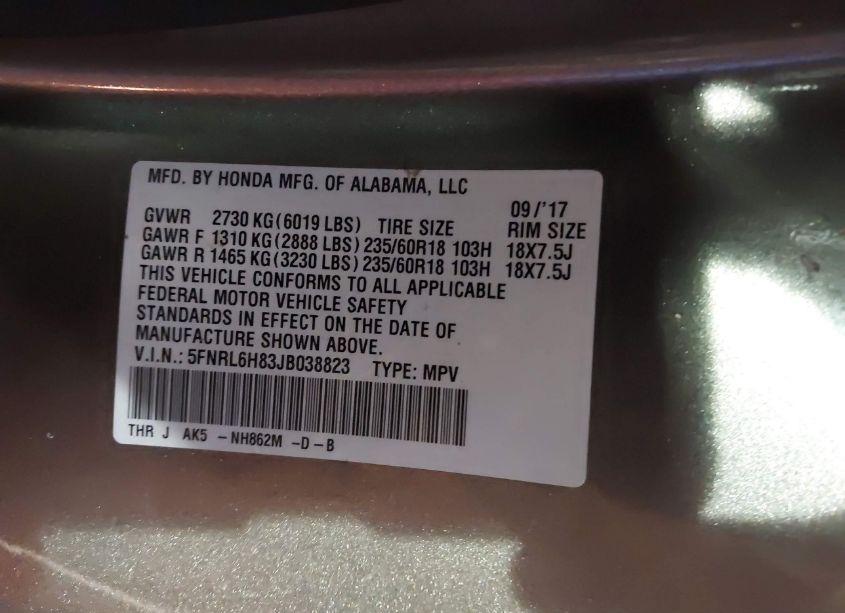 MFD. BY HONDA MFG. OF ALABAMA, LLC
09/'17
GVWR 2730 KG(6019 LBS) TIRE SIZE RIM SIZE
GAWR F 1310 KG(2888 LBS) 235/60R18 103H 18X7.5J
GAWR R 1465 KG(3230 LBS) 235/60R18 103H 18X7.5J
THIS VEHICLE CONFORMS TO ALL APPLICABLE
FEDERAL MOTOR VEHICLE SAFETY
STANDARDS IN EFFECT ON THE DATE OF
MANUFACTURE SHOWN ABOVE.
V.I.N.: 5FNRL6H83JB038823 TYPE: MPV
THR J AK5 -NH862M -D-B